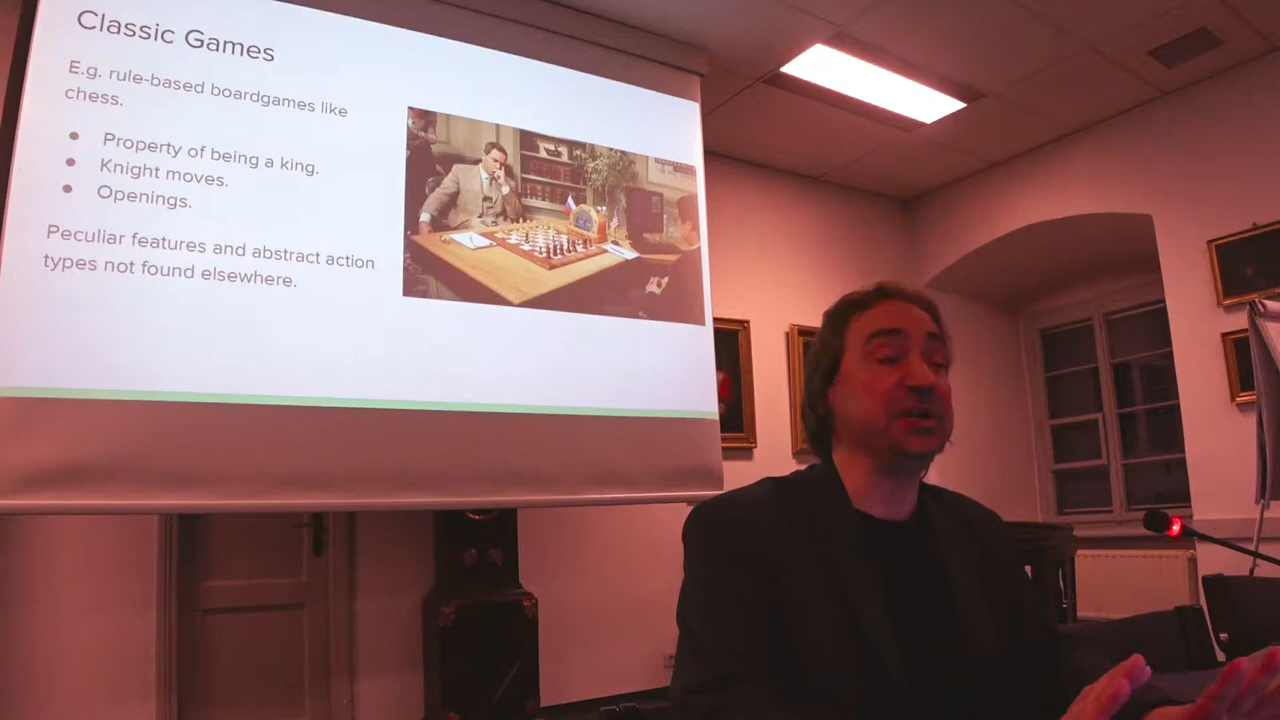 Classic Games
E.g. rule-based boardgames like
chess.
● Property of being a king.
● Knight moves.
● Openings.
Peculiar features and abstract action
types not found elsewhere.